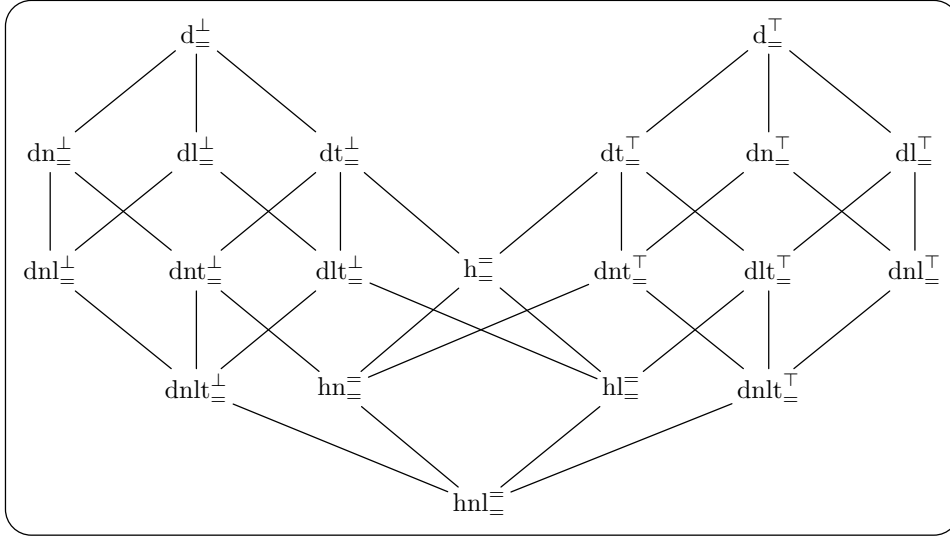 d⊥= d⊤=
dn⊥= dl⊥= dt⊥= dt⊤= dn⊤= dl⊤=
dnl⊥= dnt⊥= dlt⊥= h== dnt⊤= dlt⊤= dnl⊤=
dnlt⊥= hn== hl== dnlt⊤=
hnl==